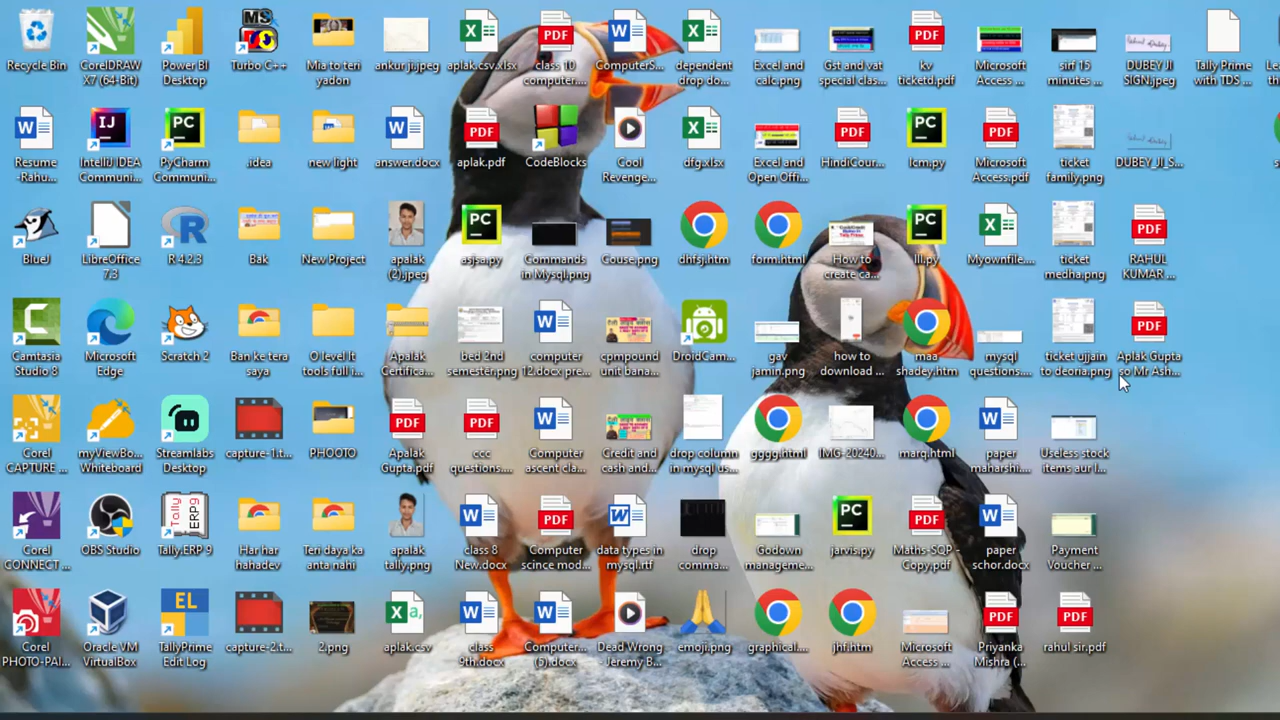 Recycle Bin
CorelDRAW
X7 (64-Bit)
Power BI
Desktop
Turbo C++
Mia to teri
yadon
ankur ji.jpeg
aplak.csv.xlsx
class 10
computer....
ComputerS...
dependent
drop do...
Excel and
calc.png
Gst and vat
special clas...
kv
ticketd.pdf
Microsoft
Access ...
sirf 15
minutes ...
DUBEY JI
SIGN.jpeg
Tally Prime
with TDS ...
Resume
-Rahu...
IntelliJ IDEA
Communi...
PyCharm
Communi...
.idea
new light
answer.docx
aplak.pdf
CodeBlocks
Cool
Revenge...
dfg.xlsx
Excel and
Open Offi...
HindiCour...
lcm.py
Microsoft
Access.pdf
ticket
family.png
DUBEY_JI_S...
BlueJ
LibreOffice
7.3
R 4.2.3
Bak
New Project
apalak
(2).jpeg
asjsa.py
Commands
in Mysql.png
Couse.png
dhfsj.htm
form.html
How to
create ca...
lll.py
Myownfile....
ticket
medha.png
RAHUL
KUMAR ...
Camtasia
Studio 8
Microsoft
Edge
Scratch 2
Ban ke tera
saya
O level It
tools full i...
Apalak
Certifica...
bed 2nd
semester.png
computer
12.docx pre...
cpmpound
unit bana...
DroidCam...
gav
jamin.png
how to
download ...
maa
shadey.htm
mysql
questions....
ticket ujjain
to deoria.png
Aplak Gupta
so Mr Ash...
Corel
CAPTURE ...
myViewBo...
Whiteboard
Streamlabs
Desktop
capture-1.t...
PHOOTO
Apalak
Gupta.pdf
ccc
questions....
Computer
ascent cla...
Credit and
cash and...
drop column
in mysql us...
gggg.html
IMG-20240...
marq.html
paper
maharshi....
Useless stock
items aur l...
Corel
CONNECT ...
OBS Studio
Tally.ERP 9
Har har
hahadev
Teri daya ka
anta nahi
apalak
tally.png
class 8
New.docx
Computer
scince mod...
data types in
mysql.rtf
drop
comma...
Godown
manageme...
jarvis.py
Maths-SQP -
Copy.pdf
paper
schor.docx
Payment
Voucher ...
Corel
PHOTO-PAI...
Oracle VM
VirtualBox
TallyPrime
Edit Log
capture-2.t...
2.png
aplak.csv
class
9th.docx
Computer...
(5).docx
Dead Wrong
- Jeremy B...
emoji.png
graphical....
jhf.htm
Microsoft
Access ...
Priyanka
Mishra (...
rahul sir.pdf